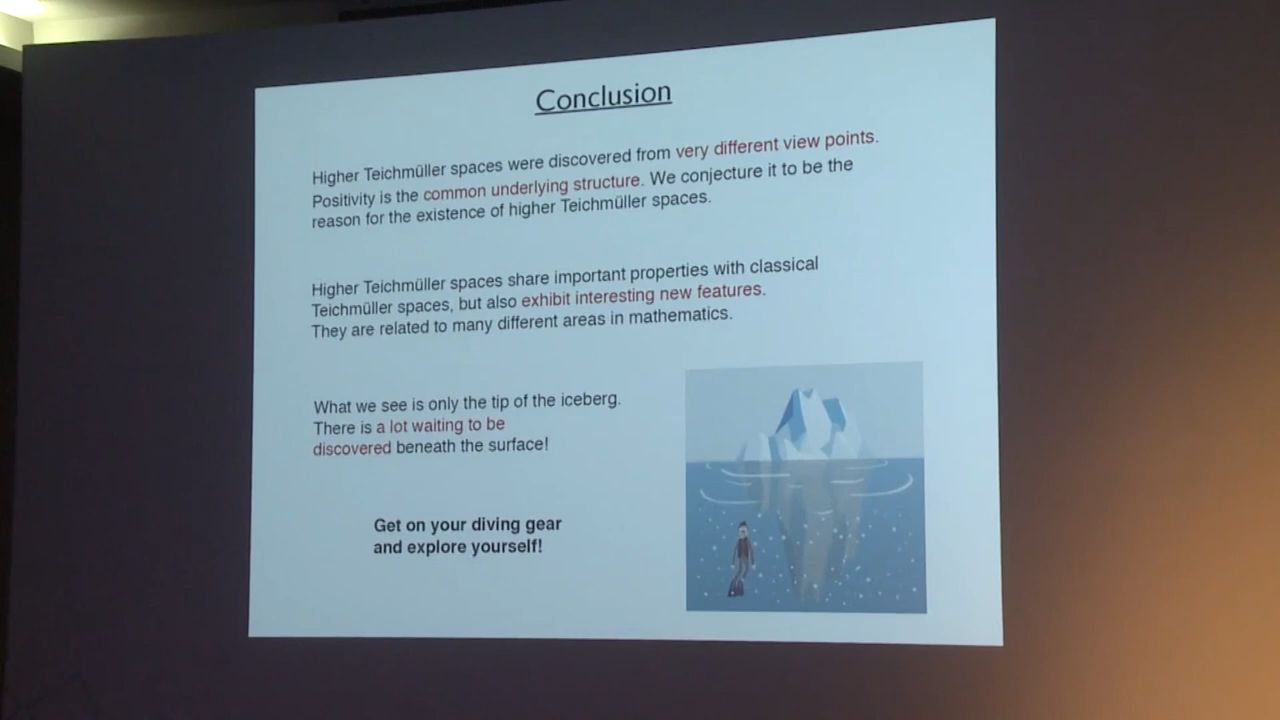 Conclusion
Higher Teichmüller spaces were discovered from very different view points.
Positivity is the common underlying structure. We conjecture it to be the
reason for the existence of higher Teichmüller spaces.
Higher Teichmüller spaces share important properties with classical
Teichmüller spaces, but also exhibit interesting new features.
They are related to many different areas in mathematics.
What we see is only the tip of the iceberg.
There is a lot waiting to be
discovered beneath the surface!
Get on your diving gear
and explore yourself!